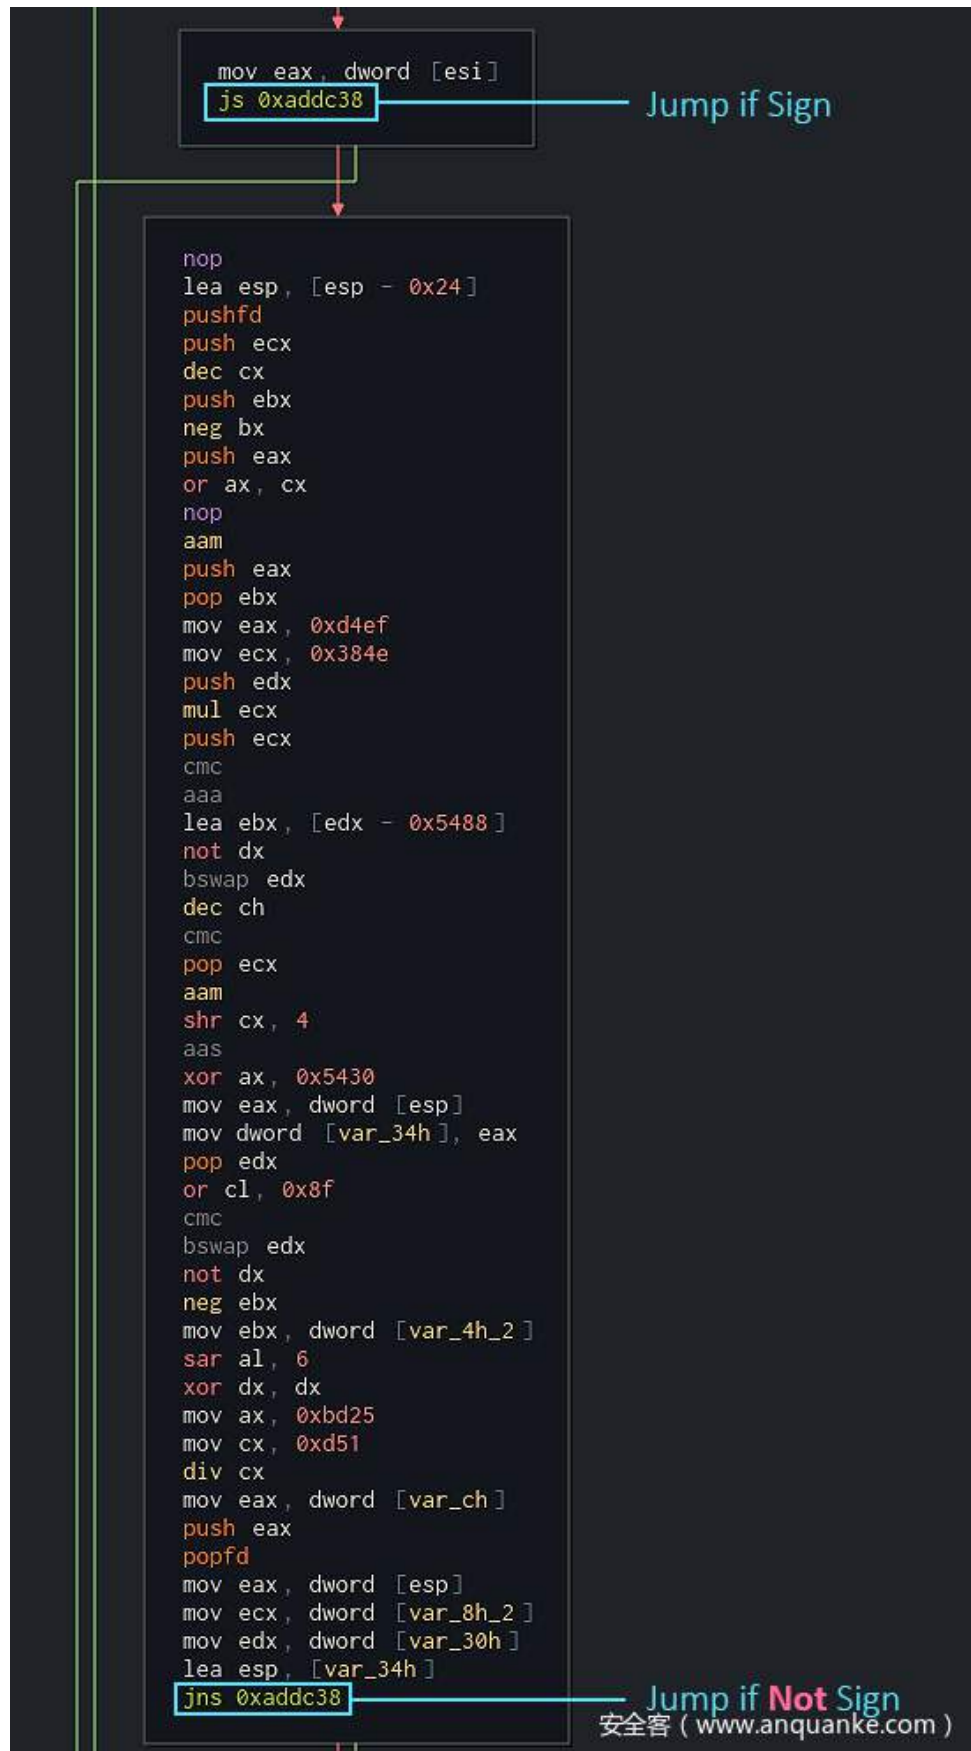 mov eax, dword [esi]
js 0xaddc38
Jump if Sign
nop
lea esp, [esp - 0x24]
pushfd
push ecx
dec cx
push ebx
neg bx
push eax
or ax, cx
nop
aam
push eax
pop ebx
mov eax, 0xd4ef
mov ecx, 0x384e
push edx
mul ecx
push ecx
cmc
aaa
lea ebx, [edx - 0x5488]
not dx
bswap edx
dec ch
cmc
pop ecx
aam
shr cx, 4
aas
xor ax, 0x5430
mov eax, dword [esp]
mov dword [var_34h], eax
pop edx
or cl, 0x8f
cmc
bswap edx
not dx
neg ebx
mov ebx, dword [var_4h_2]
sar al, 6
xor dx, dx
mov ax, 0xbd25
mov cx, 0xd51
div cx
mov eax, dword [var_ch]
push eax
popfd
mov eax, dword [esp]
mov ecx, dword [var_8h_2]
mov edx, dword [var_30h]
lea esp, [var_34h]
jns 0xaddc38
Jump if Not Sign
安全客（www.anquanke.com）